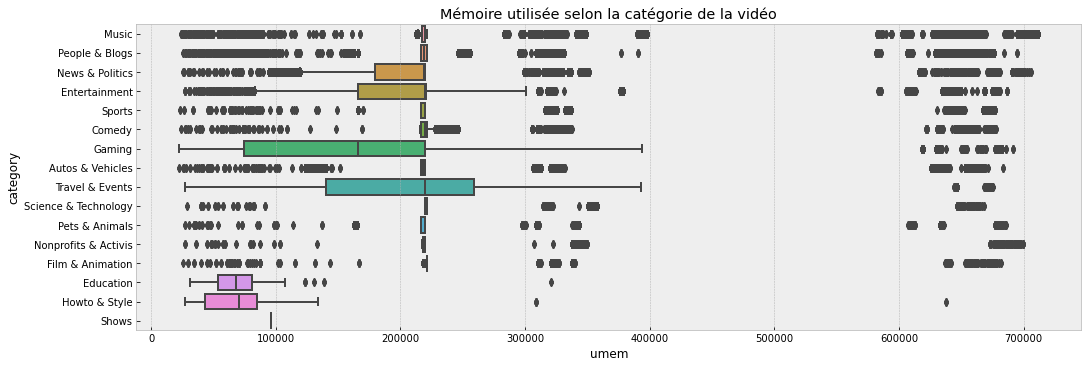 Mémoire utilisée selon la catégorie de la vidéo
category
Music
People & Blogs
News & Politics
Entertainment
Sports
Comedy
Gaming
Autos & Vehicles
Travel & Events
Science & Technology
Pets & Animals
Nonprofits & Activis
Film & Animation
Education
Howto & Style
Shows
0 100000 200000 300000 400000 500000 600000 700000
umem